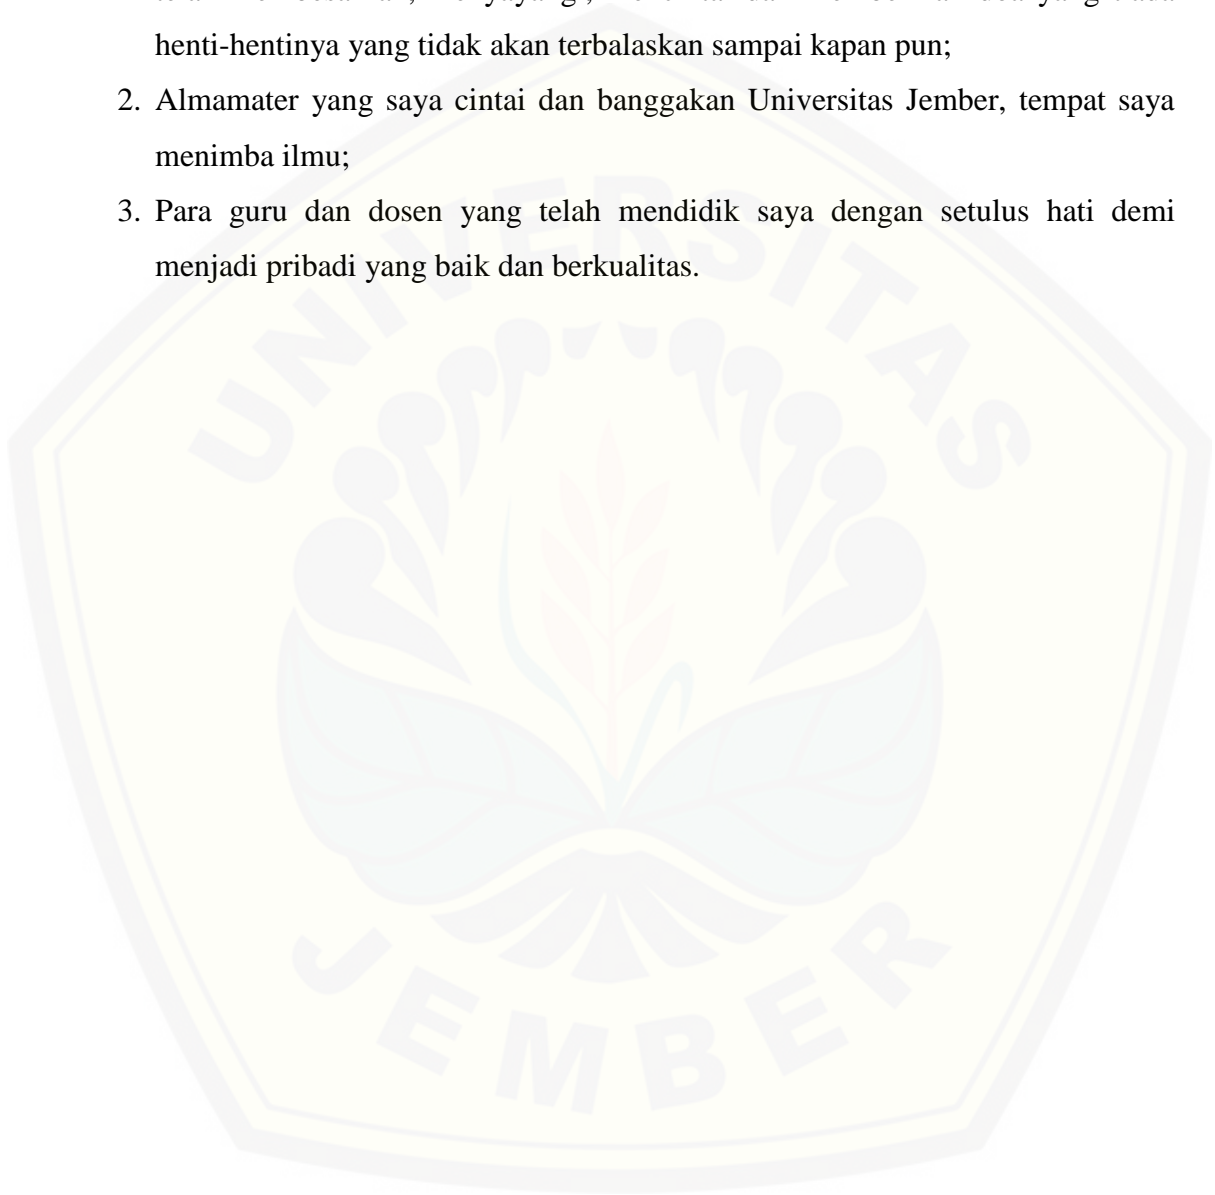 henti-hentinya yang tidak akan terbalaskan sampai kapan pun;
2. Almamater yang saya cintai dan banggakan Universitas Jember, tempat saya
menimba ilmu;
3. Para guru dan dosen yang telah mendidik saya dengan setulus hati demi
menjadi pribadi yang baik dan berkualitas.
UNIVERSITAS
JEMBER